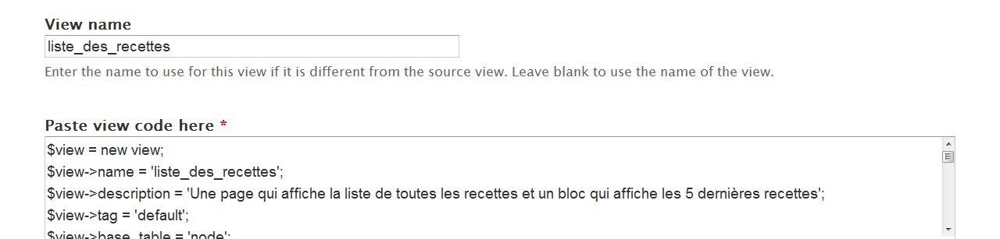 View name
liste_des_recettes
Enter the name to use for this view if it is different from the source view. Leave blank to use the name of the view.
Paste view code here *
$view = new view;
$view->name = 'liste_des_recettes';
$view->description = 'Une page qui affiche la liste de toutes les recettes et un bloc qui affiche les 5 dernières recettes';
$view->tag = 'default';
$view->base_table = 'node';